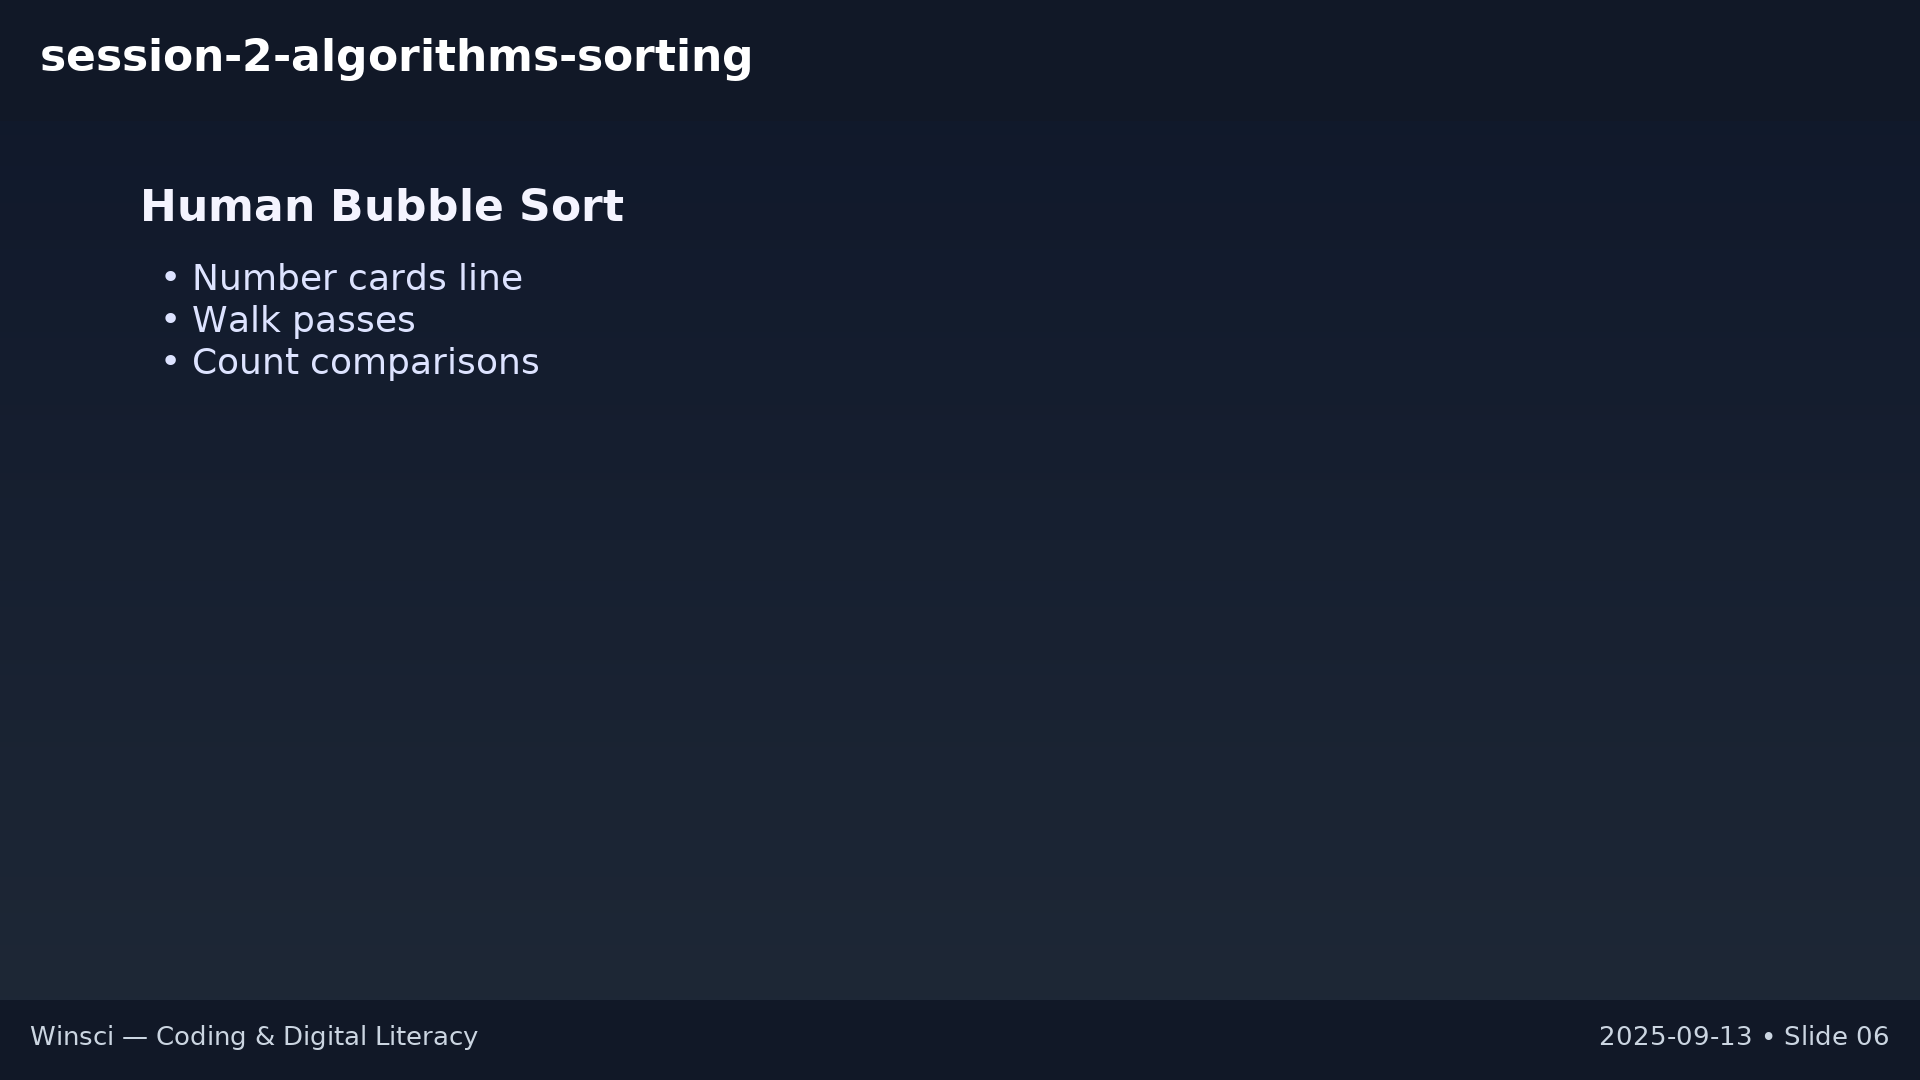 session-2-algorithms-sorting
Human Bubble Sort
• Number cards line
• Walk passes
• Count comparisons
Winsci — Coding & Digital Literacy
2025-09-13 • Slide 06